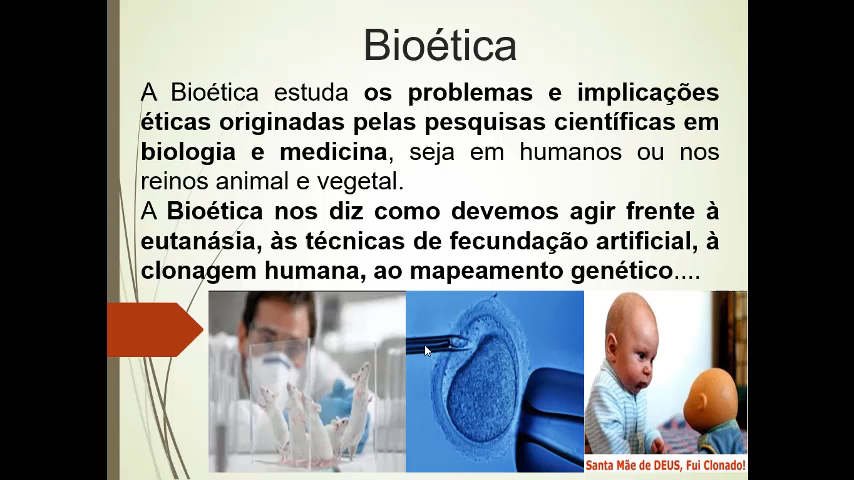 Bioética
A Bioética estuda os problemas e implicações
éticas originadas pelas pesquisas científicas em
biologia e medicina, seja em humanos ou nos
reinos animal e vegetal.
A Bioética nos diz como devemos agir frente à
eutanásia, às técnicas de fecundação artificial, à
clonagem humana, ao mapeamento genético....
Santa Mãe de DEUS, Fui Clonado!